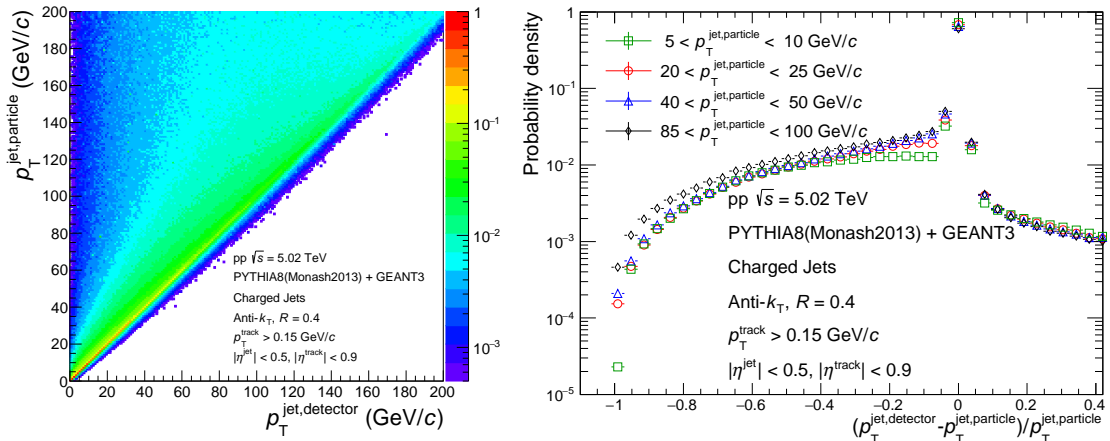 p_T^jet,particle (GeV/c)
200
180
160
140
120
100
80
60
40
20
0
pp √s = 5.02 TeV
PYTHIA8(Monash2013) + GEANT3
Charged Jets
Anti-k_T, R = 0.4
p_T^track > 0.15 GeV/c
|η^jet| < 0.5, |η^track| < 0.9
0 20 40 60 80 100 120 140 160 180 200
p_T^jet,detector (GeV/c)
1
10^−1
10^−2
10^−3
Probability density
1
10^−1
10^−2
10^−3
10^−4
10^−5
5 < p_T^jet,particle < 10 GeV/c
20 < p_T^jet,particle < 25 GeV/c
40 < p_T^jet,particle < 50 GeV/c
85 < p_T^jet,particle < 100 GeV/c
pp √s = 5.02 TeV
PYTHIA8(Monash2013) + GEANT3
Charged Jets
Anti-k_T, R = 0.4
p_T^track > 0.15 GeV/c
|η^jet| < 0.5, |η^track| < 0.9
−1 −0.8 −0.6 −0.4 −0.2 0 0.2 0.4
(p_T^jet,detector-p_T^jet,particle)/p_T^jet,particle